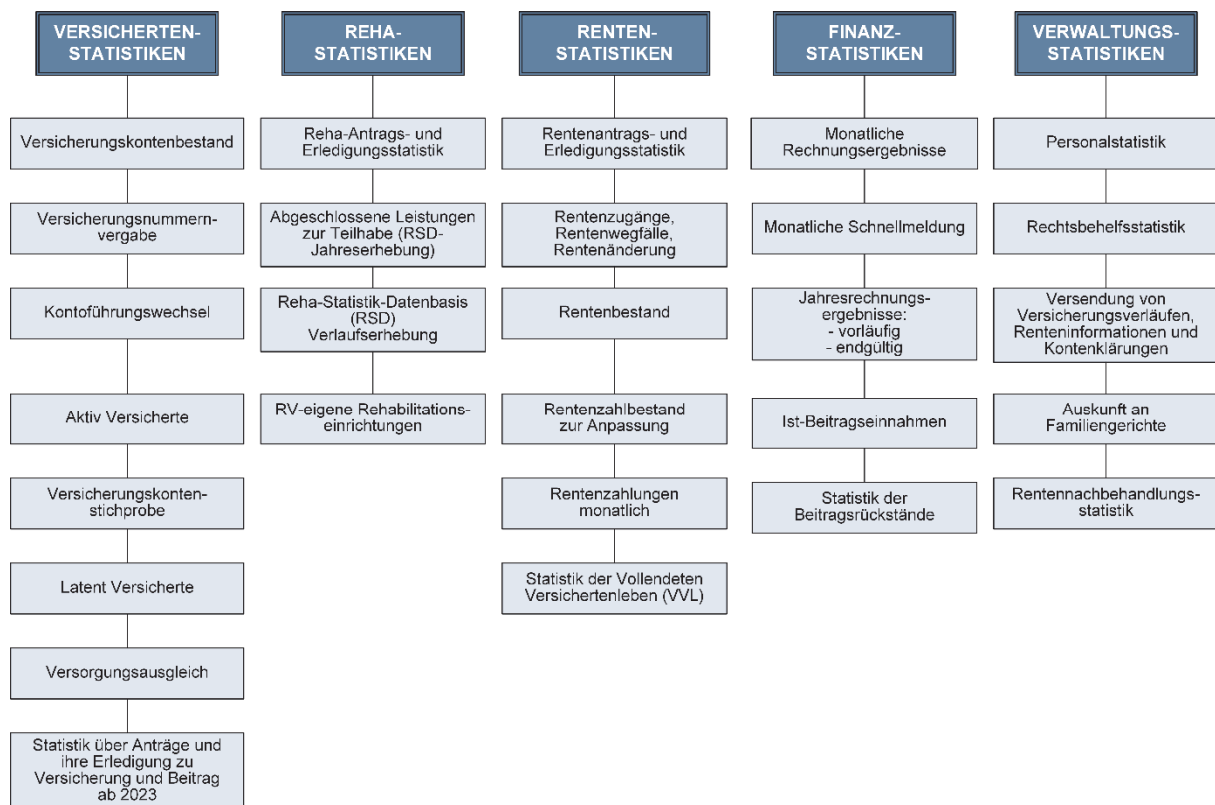 VERSICHERTEN-
STATISTIKEN
Versicherungskontenbestand
Versicherungsnummern-
vergabe
Kontoführungswechsel
Aktiv Versicherte
Versicherungskonten-
stichprobe
Latent Versicherte
Versorgungsausgleich
Statistik über Anträge und
ihre Erledigung zu
Versicherung und Beitrag
ab 2023
REHA-
STATISTIKEN
Reha-Antrags- und
Erledigungsstatistik
Abgeschlossene Leistungen
zur Teilhabe (RSD-
Jahreserhebung)
Reha-Statistik-Datenbasis
(RSD)
Verlaufserhebung
RV-eigene Rehabilitations-
einrichtungen
RENTEN-
STATISTIKEN
Rentenantrags- und
Erledigungsstatistik
Rentenzugänge,
Rentenwegfälle,
Rentenänderung
Rentenbestand
Rentenzahlbestand
zur Anpassung
Rentenzahlungen
monatlich
Statistik der Vollendeten
Versichertenleben (VVL)
FINANZ-
STATISTIKEN
Monatliche
Rechnungsergebnisse
Monatliche Schnellmeldung
Jahresrechnungs-
ergebnisse:
- vorläufig
- endgültig
Ist-Beitragseinnahmen
Statistik der
Beitragsrückstände
VERWALTUNGS-
STATISTIKEN
Personalstatistik
Rechtsbehelfsstatistik
Versendung von
Versicherungsverläufen,
Renteninformationen und
Kontenklärungen
Auskunft an
Familiengerichte
Rentennachbehandlungs-
statistik